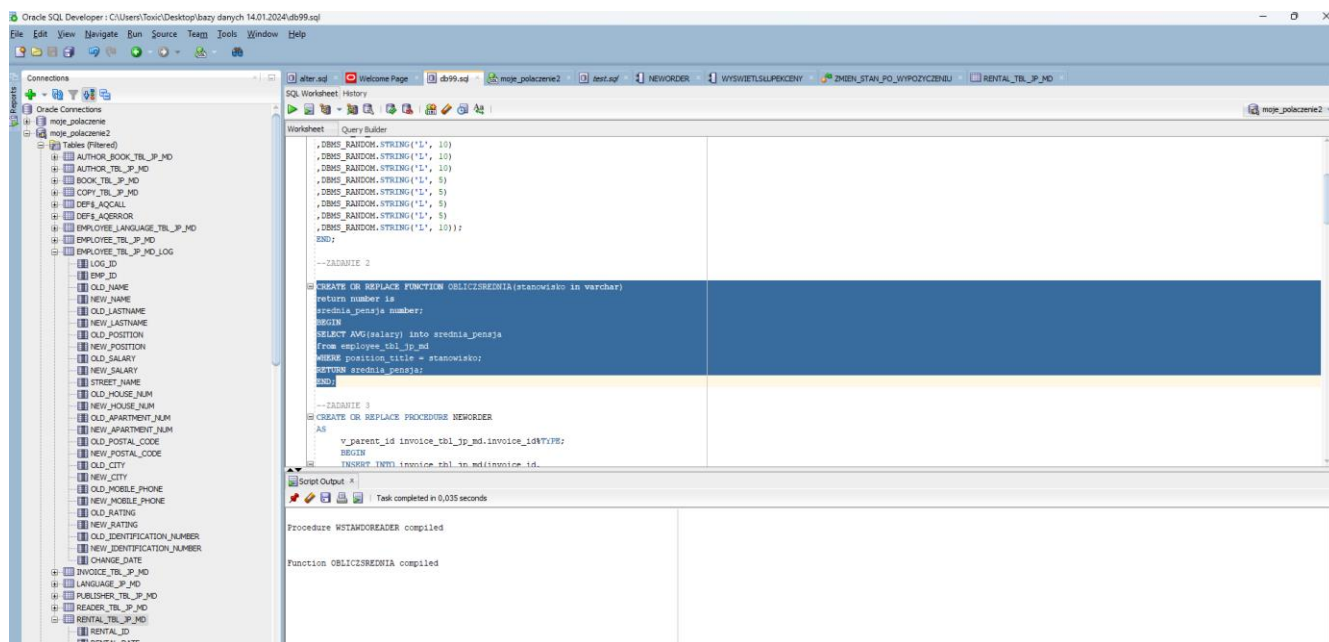 Oracle SQL Developer : C:\Users\Toxic\Desktop\bazy danych 14.01.2024\db99.sql
File Edit View Navigate Run Source Team Tools Window Help
Connections
Reports
Oracle Connections
moje_polaczenie
moje_polaczenie2
Tables (Filtered)
AUTHOR_BOOK_TBL_JP_MD
AUTHOR_TBL_JP_MD
BOOK_TBL_JP_MD
COPY_TBL_JP_MD
DEF$_AQCALL
DEF$_AQERROR
EMPLOYEE_LANGUAGE_TBL_JP_MD
EMPLOYEE_TBL_JP_MD
EMPLOYEE_TBL_JP_MD_LOG
LOG_ID
EMP_ID
OLD_NAME
NEW_NAME
OLD_LASTNAME
NEW_LASTNAME
OLD_POSITION
NEW_POSITION
OLD_SALARY
NEW_SALARY
STREET_NAME
OLD_HOUSE_NUM
NEW_HOUSE_NUM
OLD_APARTMENT_NUM
NEW_APARTMENT_NUM
OLD_POSTAL_CODE
NEW_POSTAL_CODE
OLD_CITY
NEW_CITY
OLD_MOBILE_PHONE
NEW_MOBILE_PHONE
OLD_RATING
NEW_RATING
OLD_IDENTIFICATION_NUMBER
NEW_IDENTIFICATION_NUMBER
CHANGE_DATE
INVOICE_TBL_JP_MD
LANGUAGE_JP_MD
PUBLISHER_TBL_JP_MD
READER_TBL_JP_MD
RENTAL_TBL_JP_MD
RENTAL_ID
RENTAL_DATE
alter.sql Welcome Page db99.sql moje_polaczenie2 test.sql NEWORDER WYSWIETLSŁUPEKCENY ZMIEN_STAN_PO_WYPOZYCZENIU RENTAL_TBL_JP_MD
SQL Worksheet History
moje_polaczenie2
Worksheet Query Builder
,DBMS_RANDOM.STRING('L', 10)
,DBMS_RANDOM.STRING('L', 10)
,DBMS_RANDOM.STRING('L', 10)
,DBMS_RANDOM.STRING('L', 5)
,DBMS_RANDOM.STRING('L', 5)
,DBMS_RANDOM.STRING('L', 5)
,DBMS_RANDOM.STRING('L', 5)
,DBMS_RANDOM.STRING('L', 10));
END;
--ZADANIE 2
CREATE OR REPLACE FUNCTION OBLICZSREDNIA(stanowisko in varchar)
return number is
srednia_pensja number;
BEGIN
SELECT AVG(salary) into srednia_pensja
from employee_tbl_jp_md
WHERE position_title = stanowisko;
RETURN srednia_pensja;
END;
--ZADANIE 3
CREATE OR REPLACE PROCEDURE NEWORDER
AS
v_parent_id invoice_tbl_jp_md.invoice_id%TYPE;
BEGIN
INSERT INTO invoice_tbl_jp_md(invoice_id,
Script Output x
Task completed in 0,035 seconds
Procedure WSTAWDOREADER compiled
Function OBLICZSREDNIA compiled